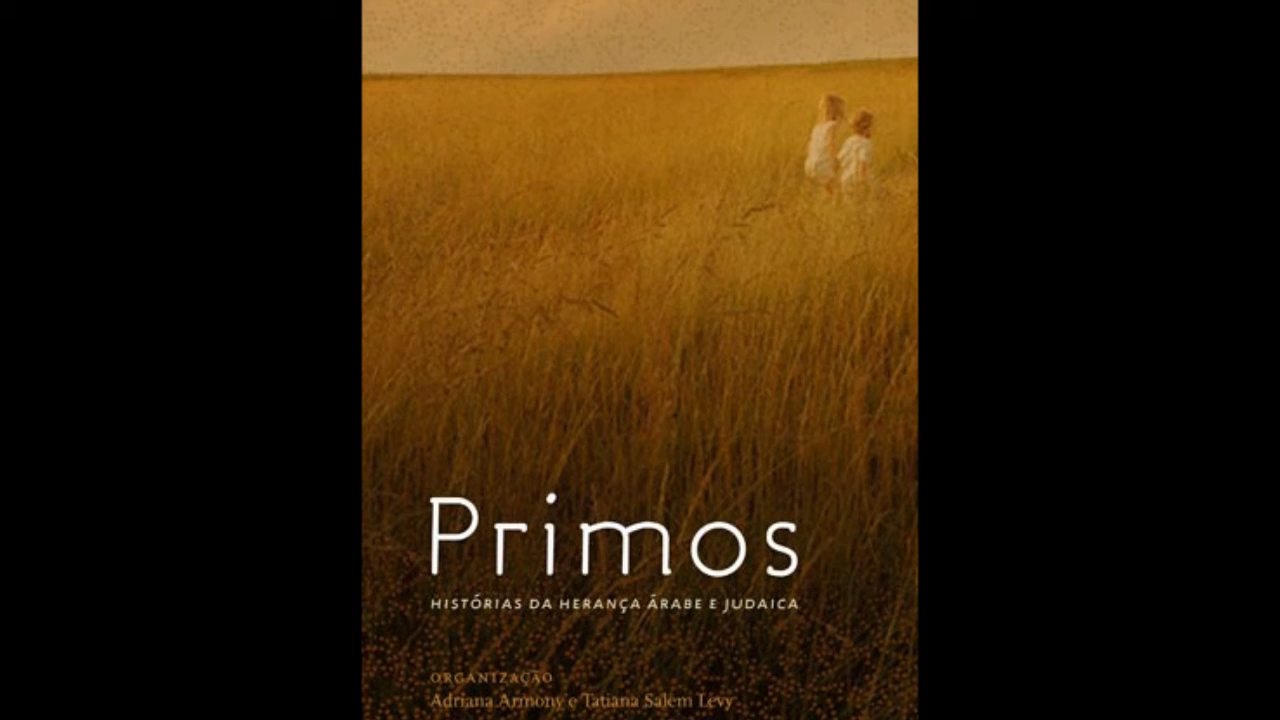 Primos
HISTÓRIAS DA HERANÇA ÁRABE E JUDAICA
ORGANIZAÇÃO
Adriana Armony e Tatiana Salem Levy